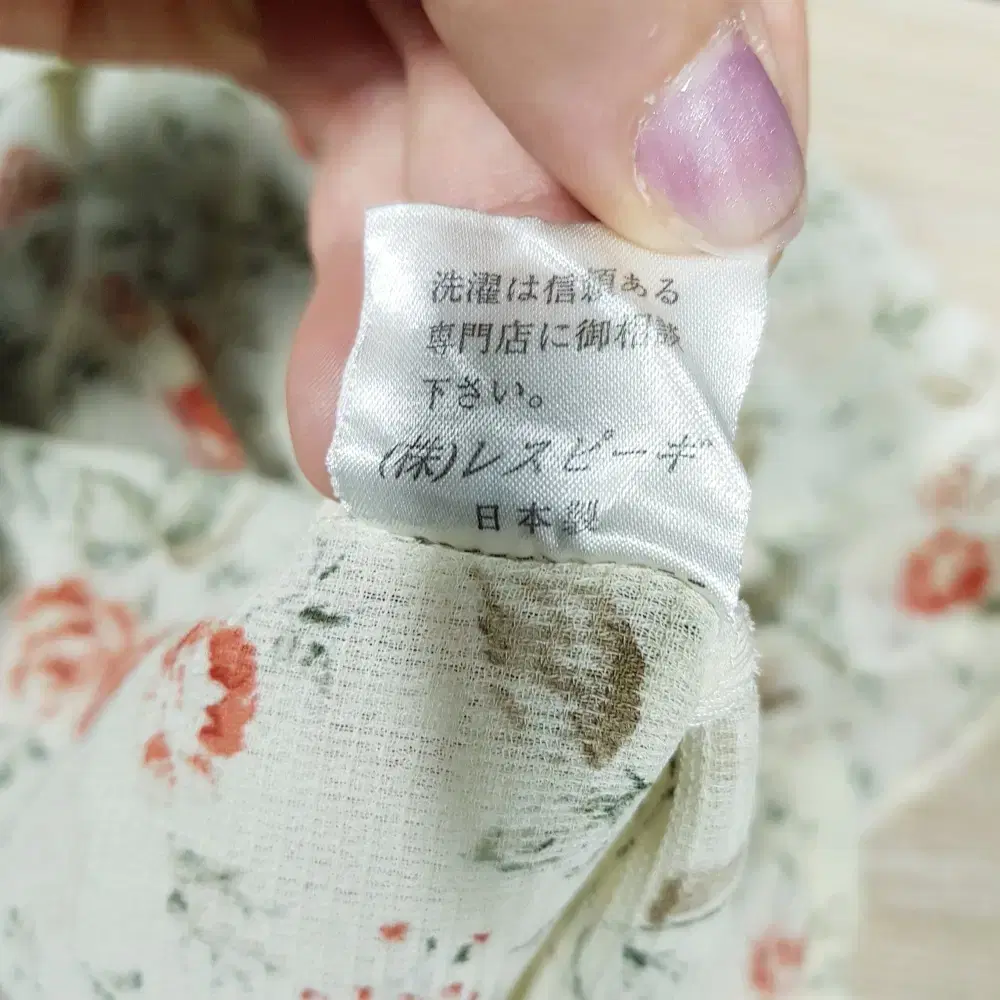 洗濯は信頼ある
専門店に御相談
下さい。
(株)レスピーギ
日本製